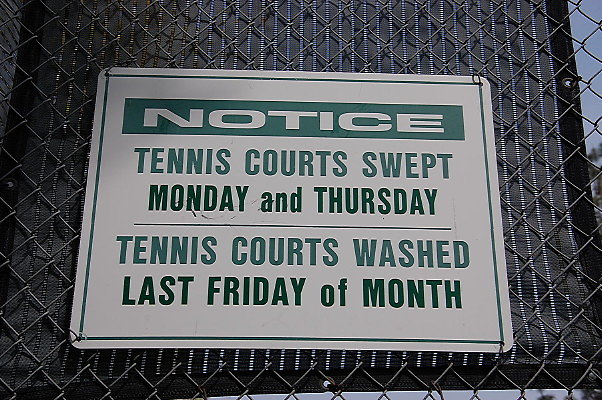 NOTICE
TENNIS COURTS SWEPT
MONDAY and THURSDAY
TENNIS COURTS WASHED
LAST FRIDAY of MONTH